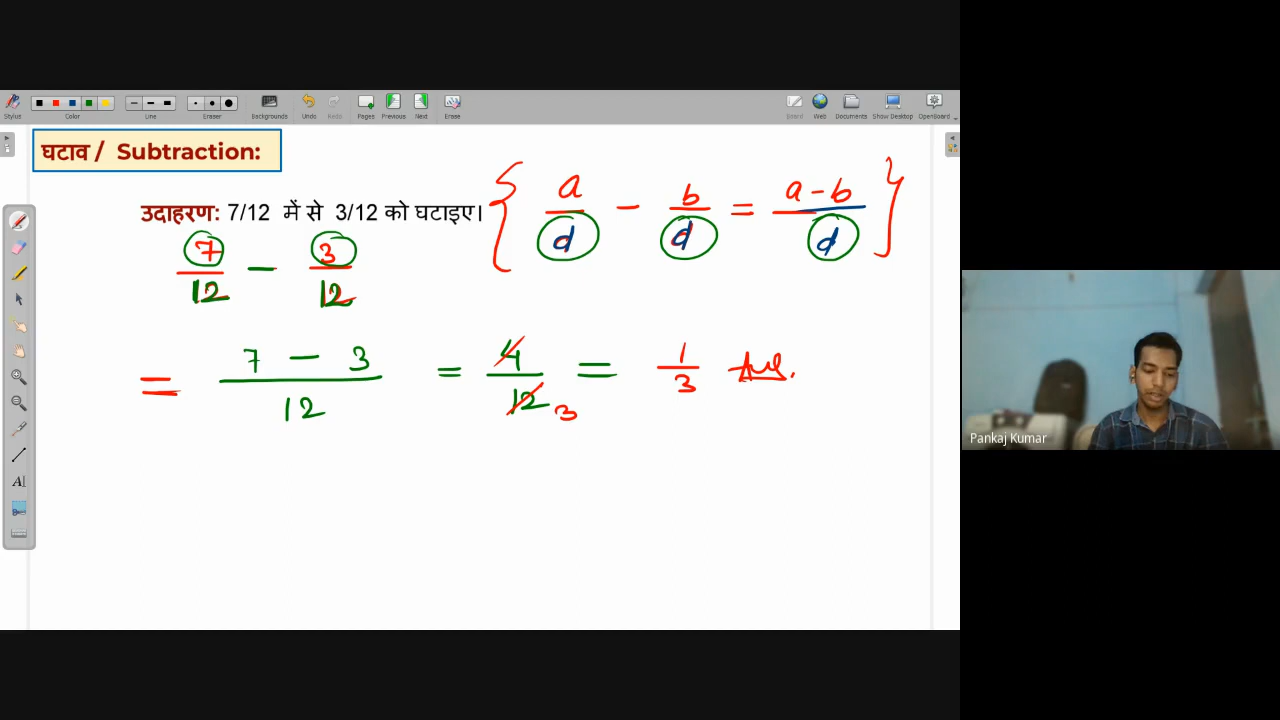 Stylus Color Line Eraser Backgrounds Undo Redo Pages Previous Next Erase Board Web Documents Show Desktop OpenBoard
घटाव / Subtraction:
उदाहरण: 7/12 में से 3/12 को घटाइए।
{ a/d - b/d = a-b/d }
7/12 - 3/12
= 7 - 3/12 = 4/12 3 = 1/3 Ans.
Pankaj Kumar